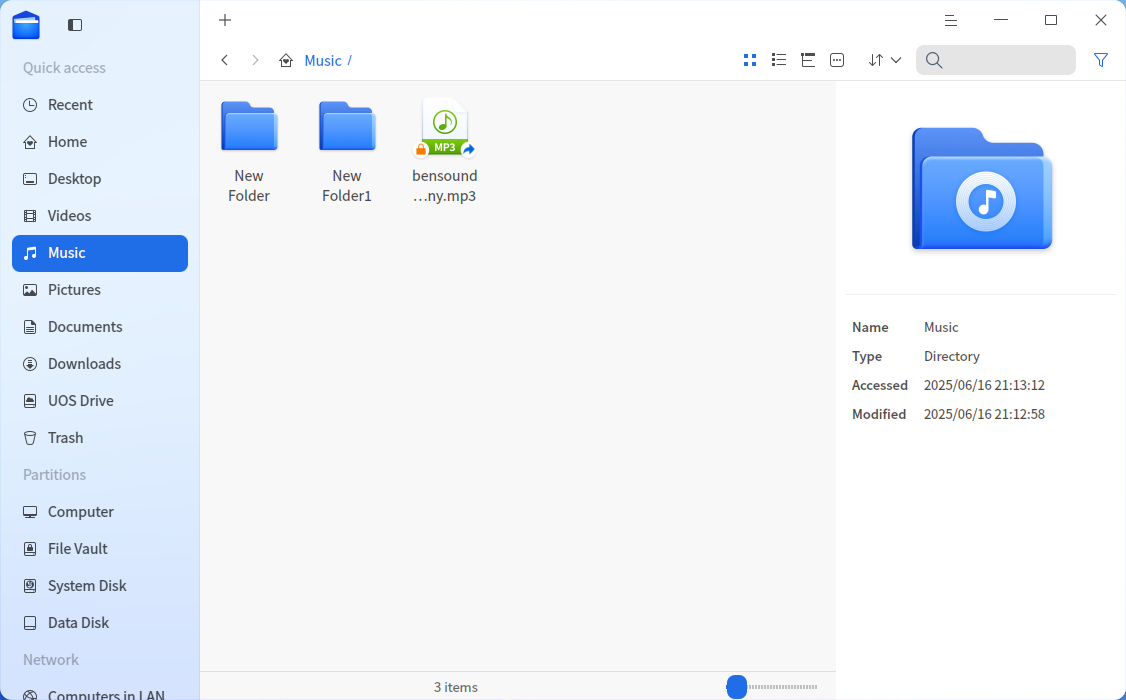 Quick access
Recent
Home
Desktop
Videos
Music
Pictures
Documents
Downloads
UOS Drive
Trash
Partitions
Computer
File Vault
System Disk
Data Disk
Network
Computers in LAN
Music /
New
Folder
New
Folder1
MP3
bensound
…ny.mp3
3 items
Name Music
Type Directory
Accessed 2025/06/16 21:13:12
Modified 2025/06/16 21:12:58